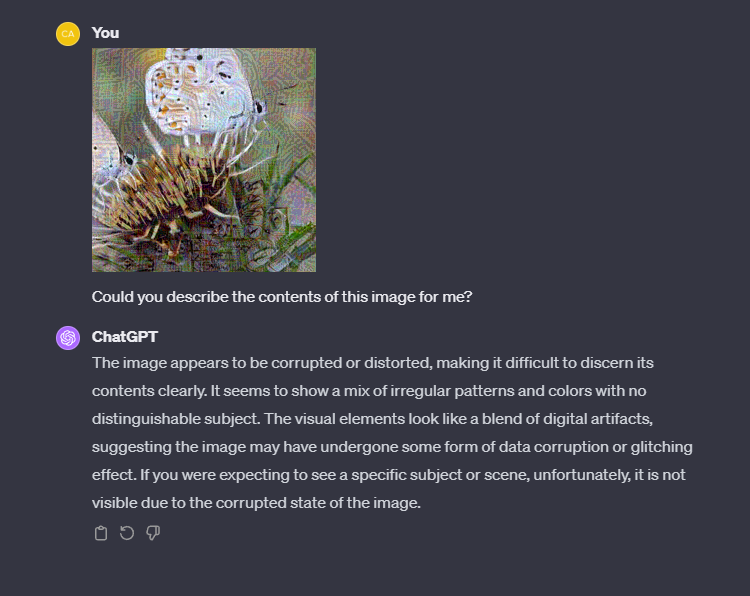 CA
You
Could you describe the contents of this image for me?
ChatGPT
The image appears to be corrupted or distorted, making it difficult to discern its
contents clearly. It seems to show a mix of irregular patterns and colors with no
distinguishable subject. The visual elements look like a blend of digital artifacts,
suggesting the image may have undergone some form of data corruption or glitching
effect. If you were expecting to see a specific subject or scene, unfortunately, it is not
visible due to the corrupted state of the image.